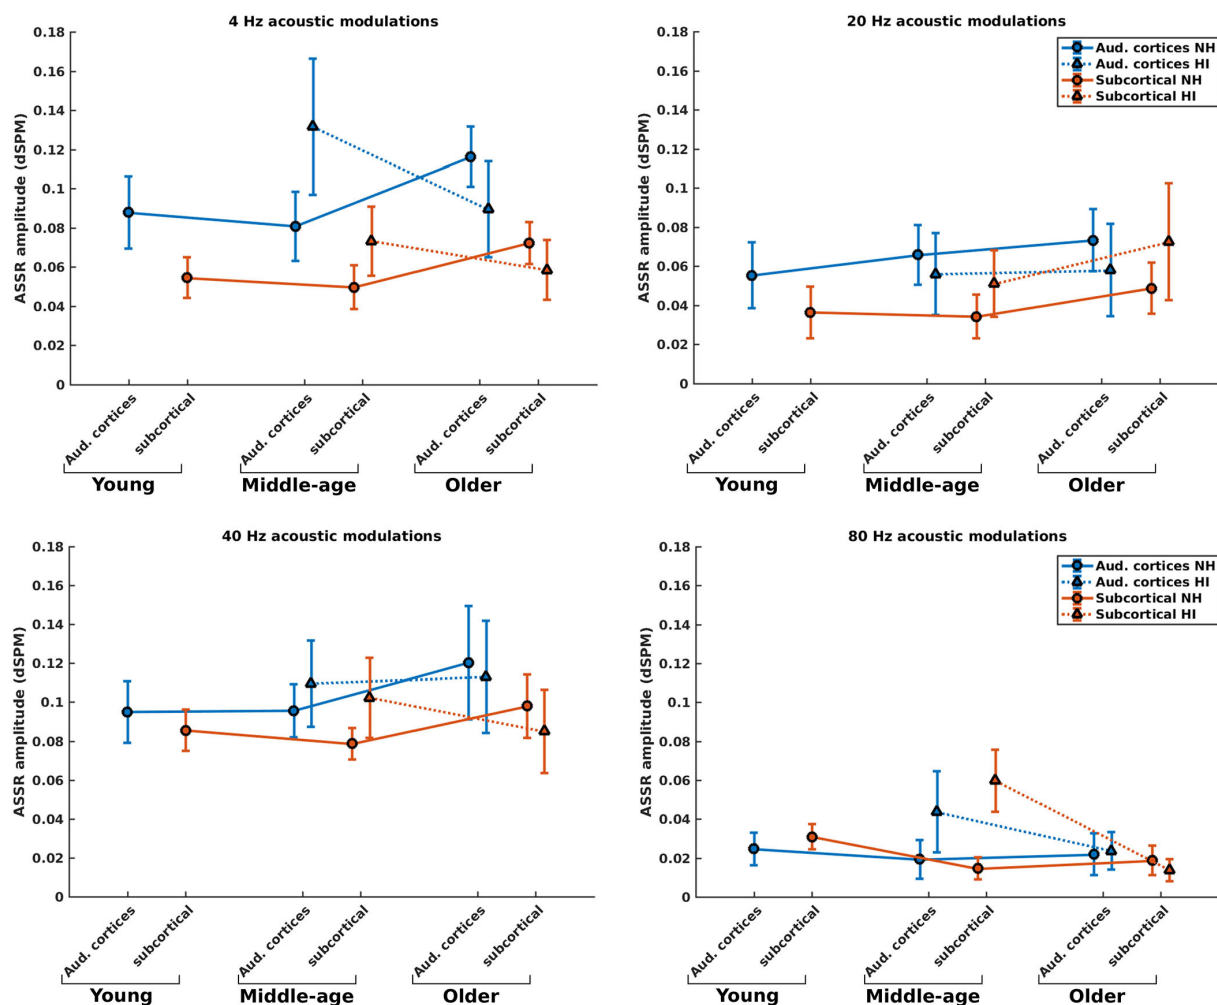 4 Hz acoustic modulations
ASSR amplitude (dSPM)
0.18
0.16
0.14
0.12
0.1
0.08
0.06
0.04
0.02
0
Aud. cortices
subcortical
Aud. cortices
subcortical
Aud. cortices
subcortical
Young
Middle-age
Older
20 Hz acoustic modulations
ASSR amplitude (dSPM)
0.18
0.16
0.14
0.12
0.1
0.08
0.06
0.04
0.02
0
Aud. cortices NH
Aud. cortices HI
Subcortical NH
Subcortical HI
Aud. cortices
subcortical
Aud. cortices
subcortical
Aud. cortices
subcortical
Young
Middle-age
Older
40 Hz acoustic modulations
ASSR amplitude (dSPM)
0.18
0.16
0.14
0.12
0.1
0.08
0.06
0.04
0.02
0
Aud. cortices
subcortical
Aud. cortices
subcortical
Aud. cortices
subcortical
Young
Middle-age
Older
80 Hz acoustic modulations
ASSR amplitude (dSPM)
0.18
0.16
0.14
0.12
0.1
0.08
0.06
0.04
0.02
0
Aud. cortices NH
Aud. cortices HI
Subcortical NH
Subcortical HI
Aud. cortices
subcortical
Aud. cortices
subcortical
Aud. cortices
subcortical
Young
Middle-age
Older